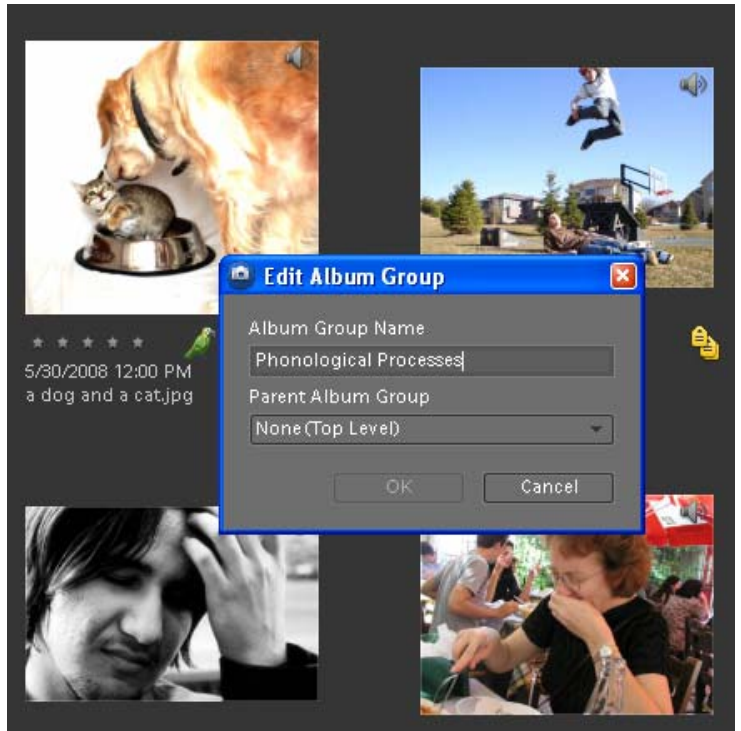 Edit Album Group
Album Group Name
Phonological Processes
Parent Album Group
None(Top Level)
OK
Cancel
5/30/2008 12:00 PM
a dog and a cat.jpg